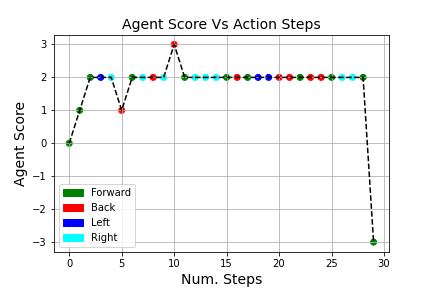 Agent Score Vs Action Steps
Agent Score
3
2
1
0
−1
−2
−3
Forward
Back
Left
Right
0 5 10 15 20 25 30
Num. Steps